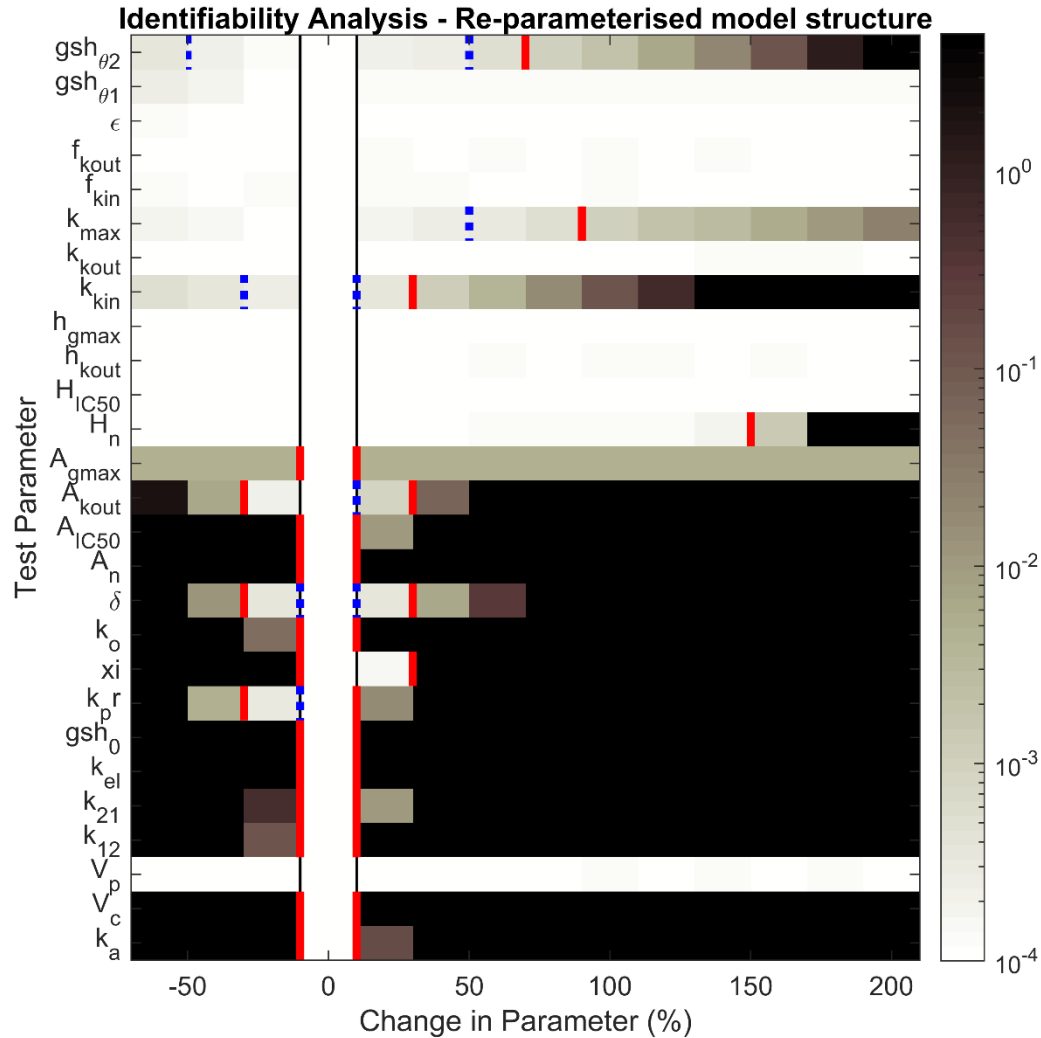 Identifiability Analysis - Re-parameterised model structure
gsh_θ2
gsh_θ1
ϵ
f_kout
f_kin
k_max
k_kout
k_kin
h_gmax
h_kout
H_IC50
H_n
A_gmax
A_kout
A_IC50
A_n
δ
k_o
xi
k_pr
gsh_0
k_el
k_21
k_12
V_p
V_c
k_a
Test Parameter
-50 0 50 100 150 200
Change in Parameter (%)
10^0
10^-1
10^-2
10^-3
10^-4